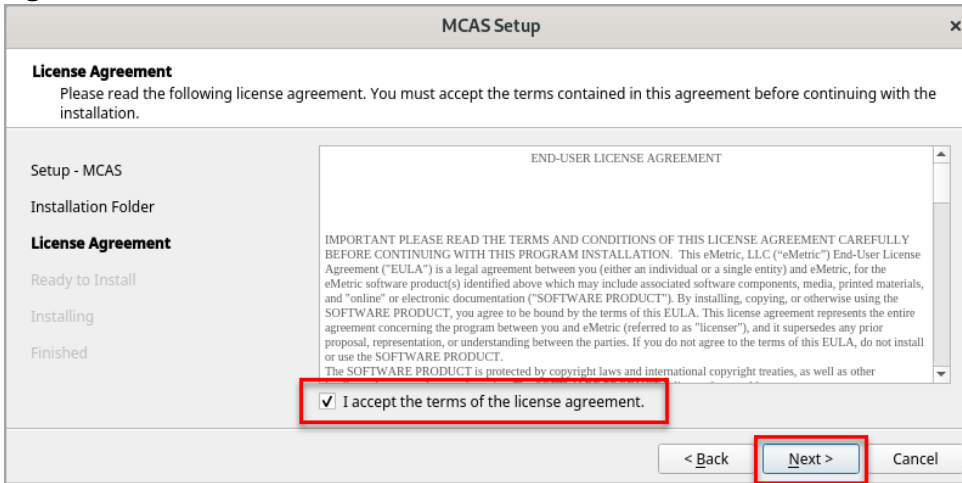 MCAS Setup
×
License Agreement
Please read the following license agreement. You must accept the terms contained in this agreement before continuing with the
installation.
Setup - MCAS
Installation Folder
License Agreement
Ready to Install
Installing
Finished
END-USER LICENSE AGREEMENT
IMPORTANT PLEASE READ THE TERMS AND CONDITIONS OF THIS LICENSE AGREEMENT CAREFULLY
BEFORE CONTINUING WITH THIS PROGRAM INSTALLATION. This eMetric, LLC (“eMetric”) End-User License
Agreement ("EULA") is a legal agreement between you (either an individual or a single entity) and eMetric, for the
eMetric software product(s) identified above which may include associated software components, media, printed materials,
and "online" or electronic documentation ("SOFTWARE PRODUCT"). By installing, copying, or otherwise using the
SOFTWARE PRODUCT, you agree to be bound by the terms of this EULA. This license agreement represents the entire
agreement concerning the program between you and eMetric (referred to as "licenser"), and it supersedes any prior
proposal, representation, or understanding between the parties. If you do not agree to the terms of this EULA, do not install
or use the SOFTWARE PRODUCT.
The SOFTWARE PRODUCT is protected by copyright laws and international copyright treaties, as well as other
I accept the terms of the license agreement.
< Back
Next >
Cancel